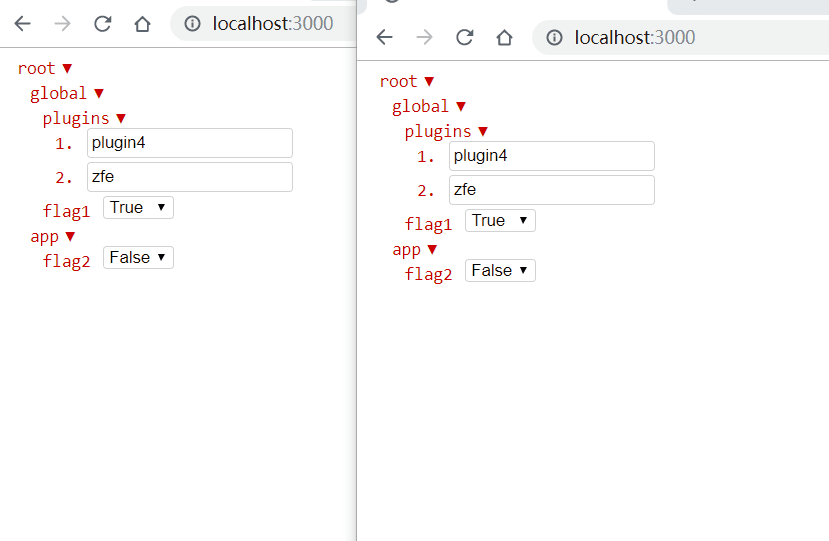 localhost:3000
root ▼
global ▼
plugins ▼
1. plugin4
2. zfe
flag1 True ▼
app ▼
flag2 False ▼
localhost:3000
root ▼
global ▼
plugins ▼
1. plugin4
2. zfe
flag1 True ▼
app ▼
flag2 False ▼